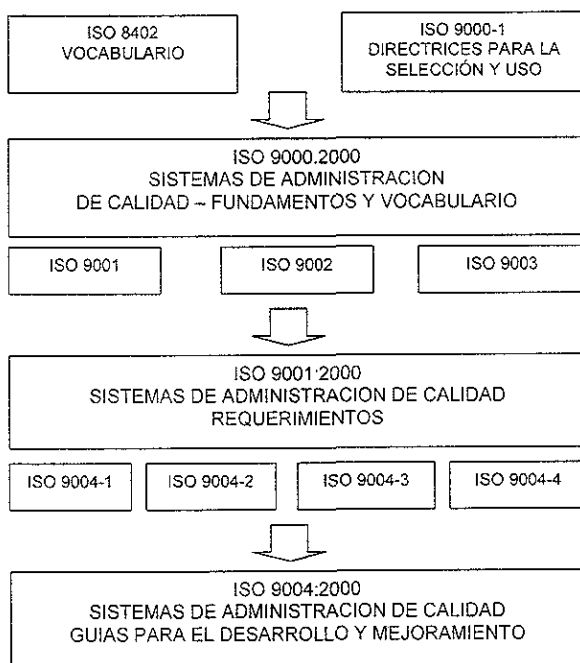 ISO 8402
VOCABULARIO
ISO 9000-1
DIRECTRICES PARA LA
SELECCIÓN Y USO
ISO 9000.2000
SISTEMAS DE ADMINISTRACION
DE CALIDAD – FUNDAMENTOS Y VOCABULARIO
ISO 9001
ISO 9002
ISO 9003
ISO 9001:2000
SISTEMAS DE ADMINISTRACION DE CALIDAD
REQUERIMIENTOS
ISO 9004-1
ISO 9004-2
ISO 9004-3
ISO 9004-4
ISO 9004:2000
SISTEMAS DE ADMINISTRACION DE CALIDAD
GUIAS PARA EL DESARROLLO Y MEJORAMIENTO